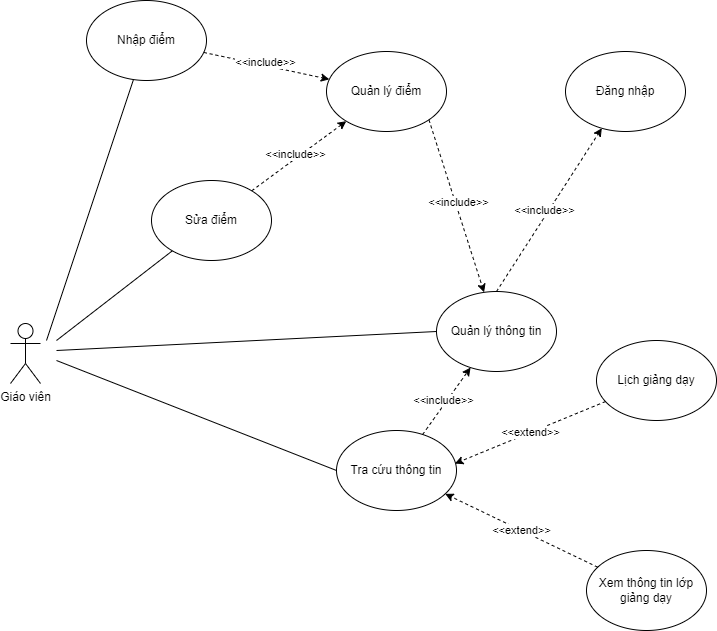 Nhập điểm
<<include>>
Quản lý điểm
Đăng nhập
<<include>>
Sửa điểm
<<include>>
<<include>>
Quản lý thông tin
Giáo viên
<<include>>
Lịch giảng dạy
<<extend>>
Tra cứu thông tin
<<extend>>
Xem thông tin lớp
giảng dạy